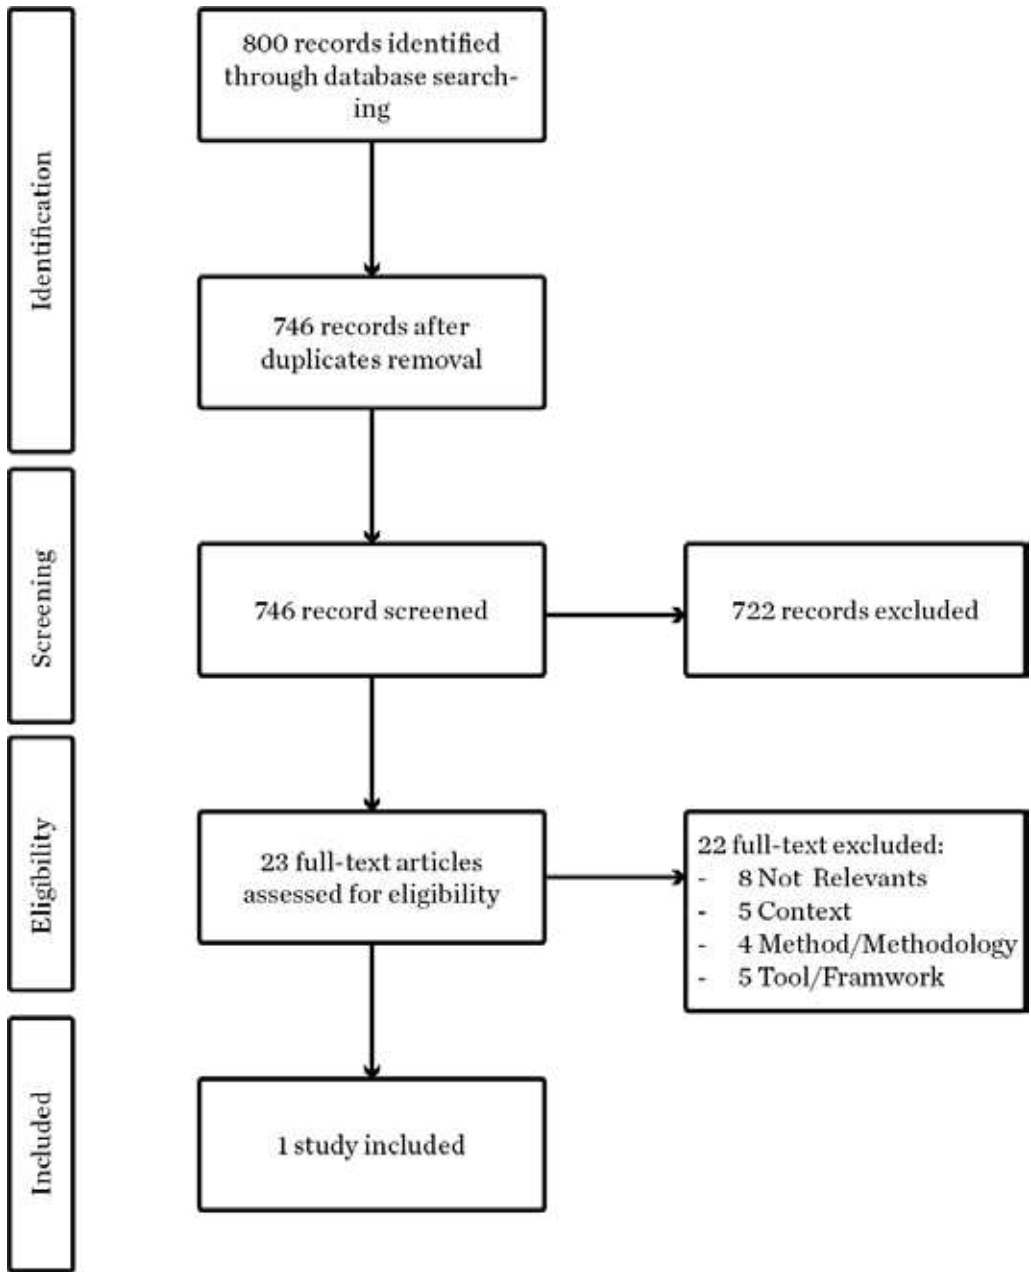 Identification
800 records identified
through database search-
ing
746 records after
duplicates removal
Screening
746 record screened
722 records excluded
Eligibility
23 full-text articles
assessed for eligibility
22 full-text excluded:
- 8 Not Relevants
- 5 Context
- 4 Method/Methodology
- 5 Tool/Framwork
Included
1 study included